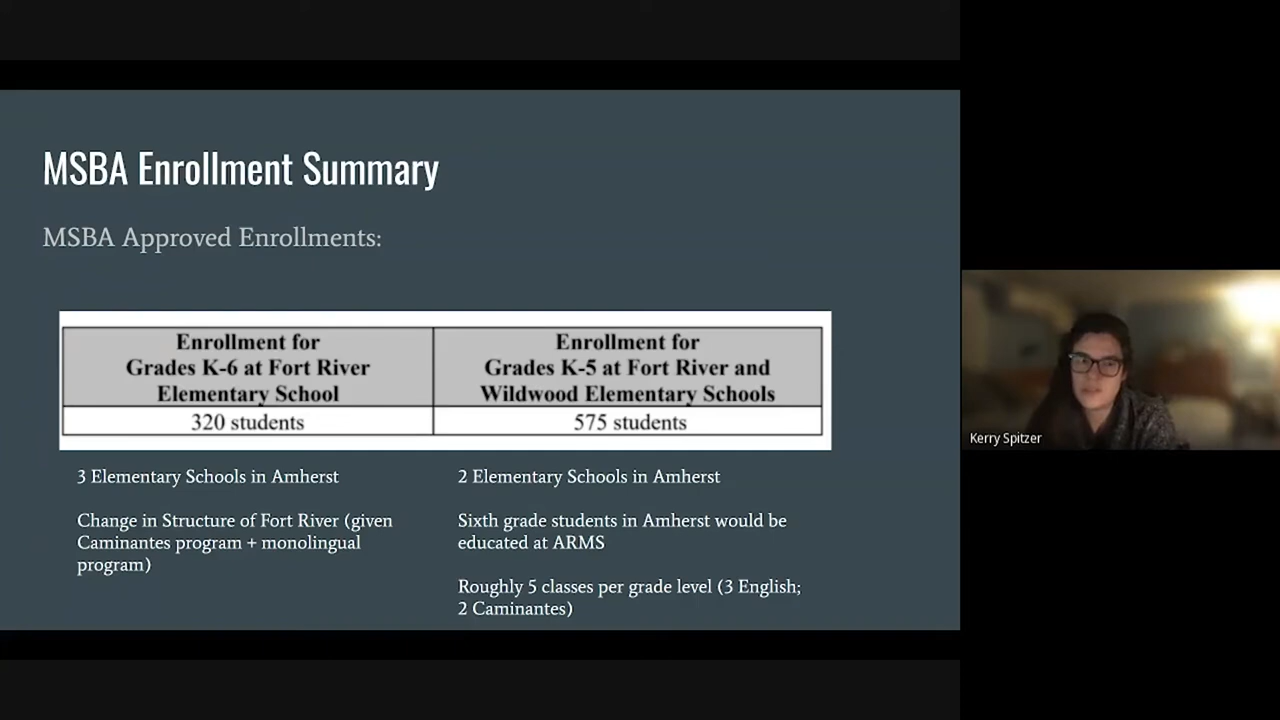 MSBA Enrollment Summary
MSBA Approved Enrollments:
Enrollment for
Grades K-6 at Fort River
Elementary School
Enrollment for
Grades K-5 at Fort River and
Wildwood Elementary Schools
320 students
575 students
3 Elementary Schools in Amherst
Change in Structure of Fort River (given
Caminantes program + monolingual
program)
2 Elementary Schools in Amherst
Sixth grade students in Amherst would be
educated at ARMS
Roughly 5 classes per grade level (3 English;
2 Caminantes)
Kerry Spitzer